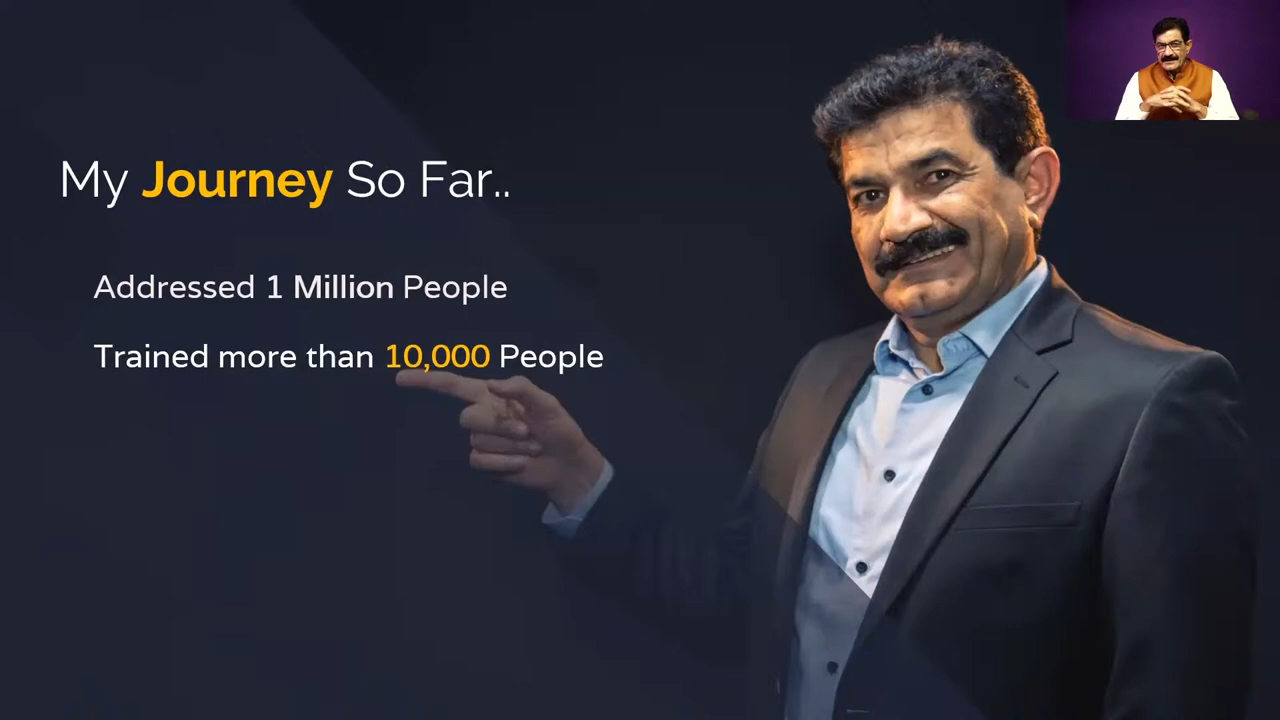 My Journey So Far..
Addressed 1 Million People
Trained more than 10,000 People